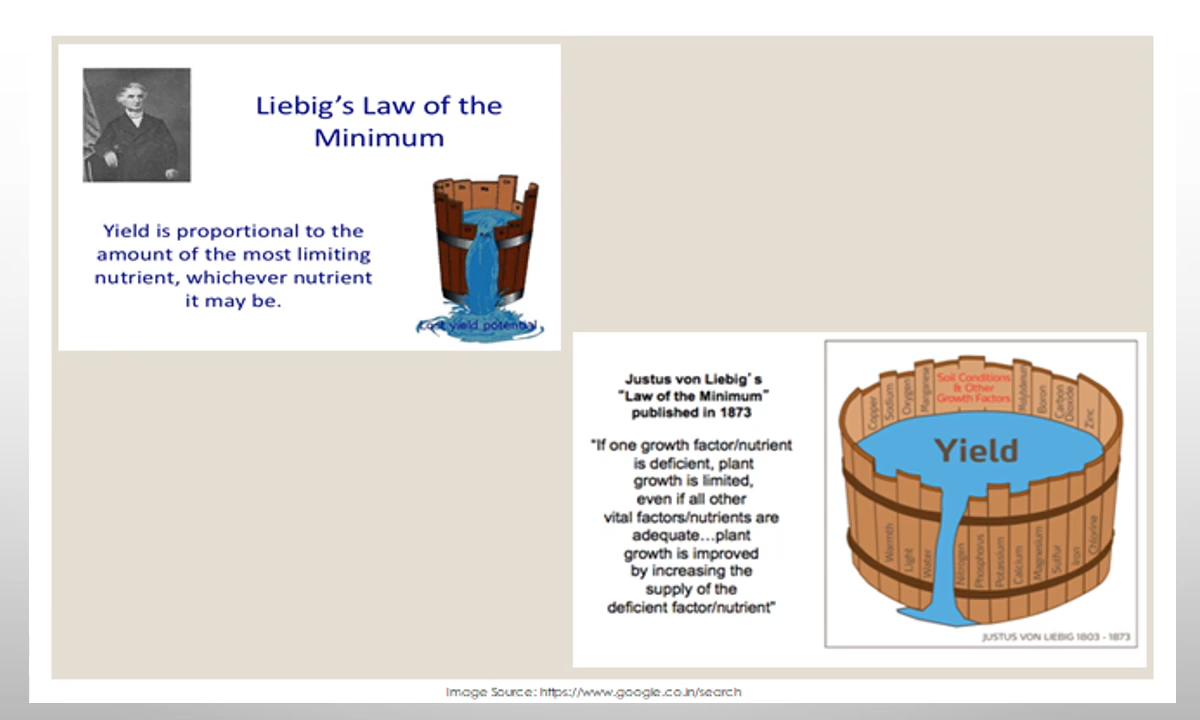 Liebig's Law of the
Minimum
Yield is proportional to the
amount of the most limiting
nutrient, whichever nutrient
it may be.
Lost yield potential
Justus von Liebig's
"Law of the Minimum"
published in 1873
"If one growth factor/nutrient
is deficient, plant
growth is limited,
even if all other
vital factors/nutrients are
adequate...plant
growth is improved
by increasing the
supply of the
deficient factor/nutrient"
Copper
Sodium
Oxygen
Manganese
Soil Conditions
& Other
Growth Factors
Molybdenum
Boron
Carbon
Dioxide
Zinc
Yield
Warmth
Light
Water
Nitrogen
Phosphorus
Potassium
Calcium
Magnesium
Sulfur
Iron
Chlorine
JUSTUS VON LIEBIG 1803 - 1873
Image Source: https://www.google.co.in/search